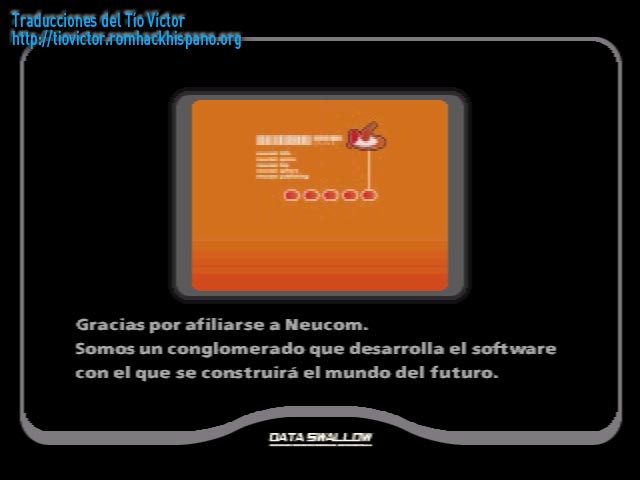 Traducciones del Tio Victor
http://tiovictor.romhackhispano.org
Gracias por afiliarse a Neucom.
Somos un conglomerado que desarrolla el software
con el que se construirá el mundo del futuro.
DATA SWALLOW